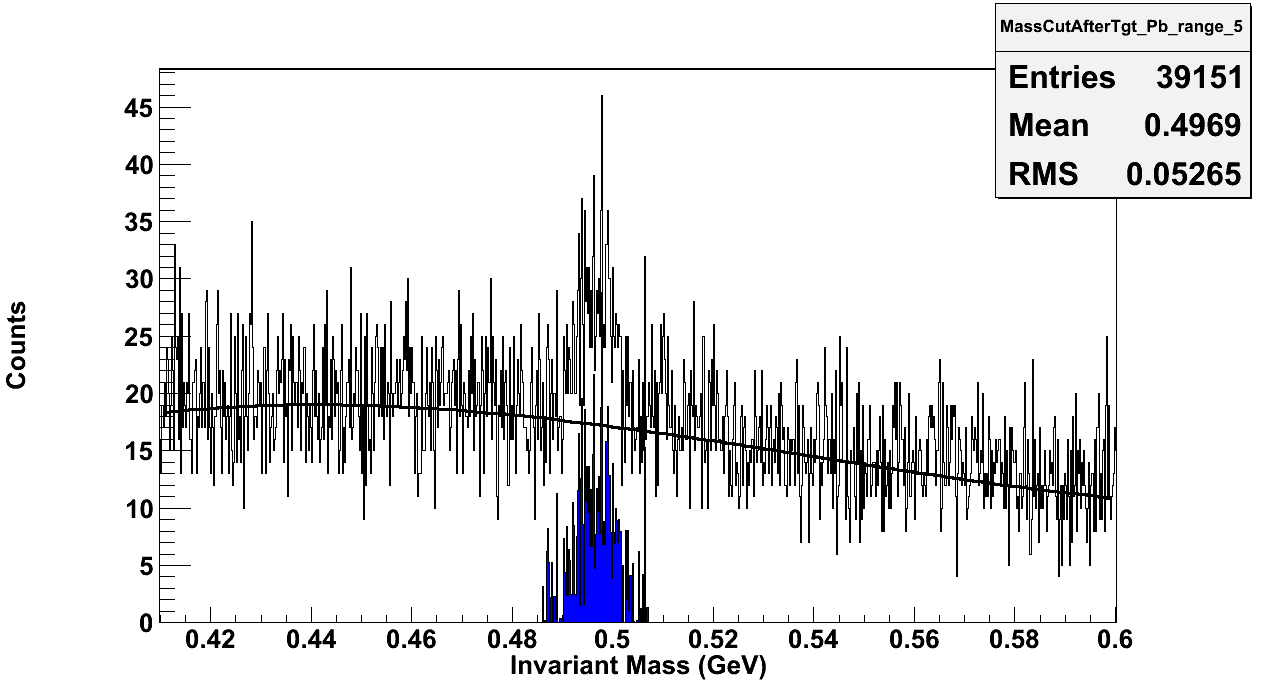 MassCutAfterTgt_Pb_range_5
Entries 39151
Mean 0.4969
RMS 0.05265
45
40
35
30
25
20
15
10
5
0
Counts
0.42 0.44 0.46 0.48 0.5 0.52 0.54 0.56 0.58 0.6
Invariant Mass (GeV)